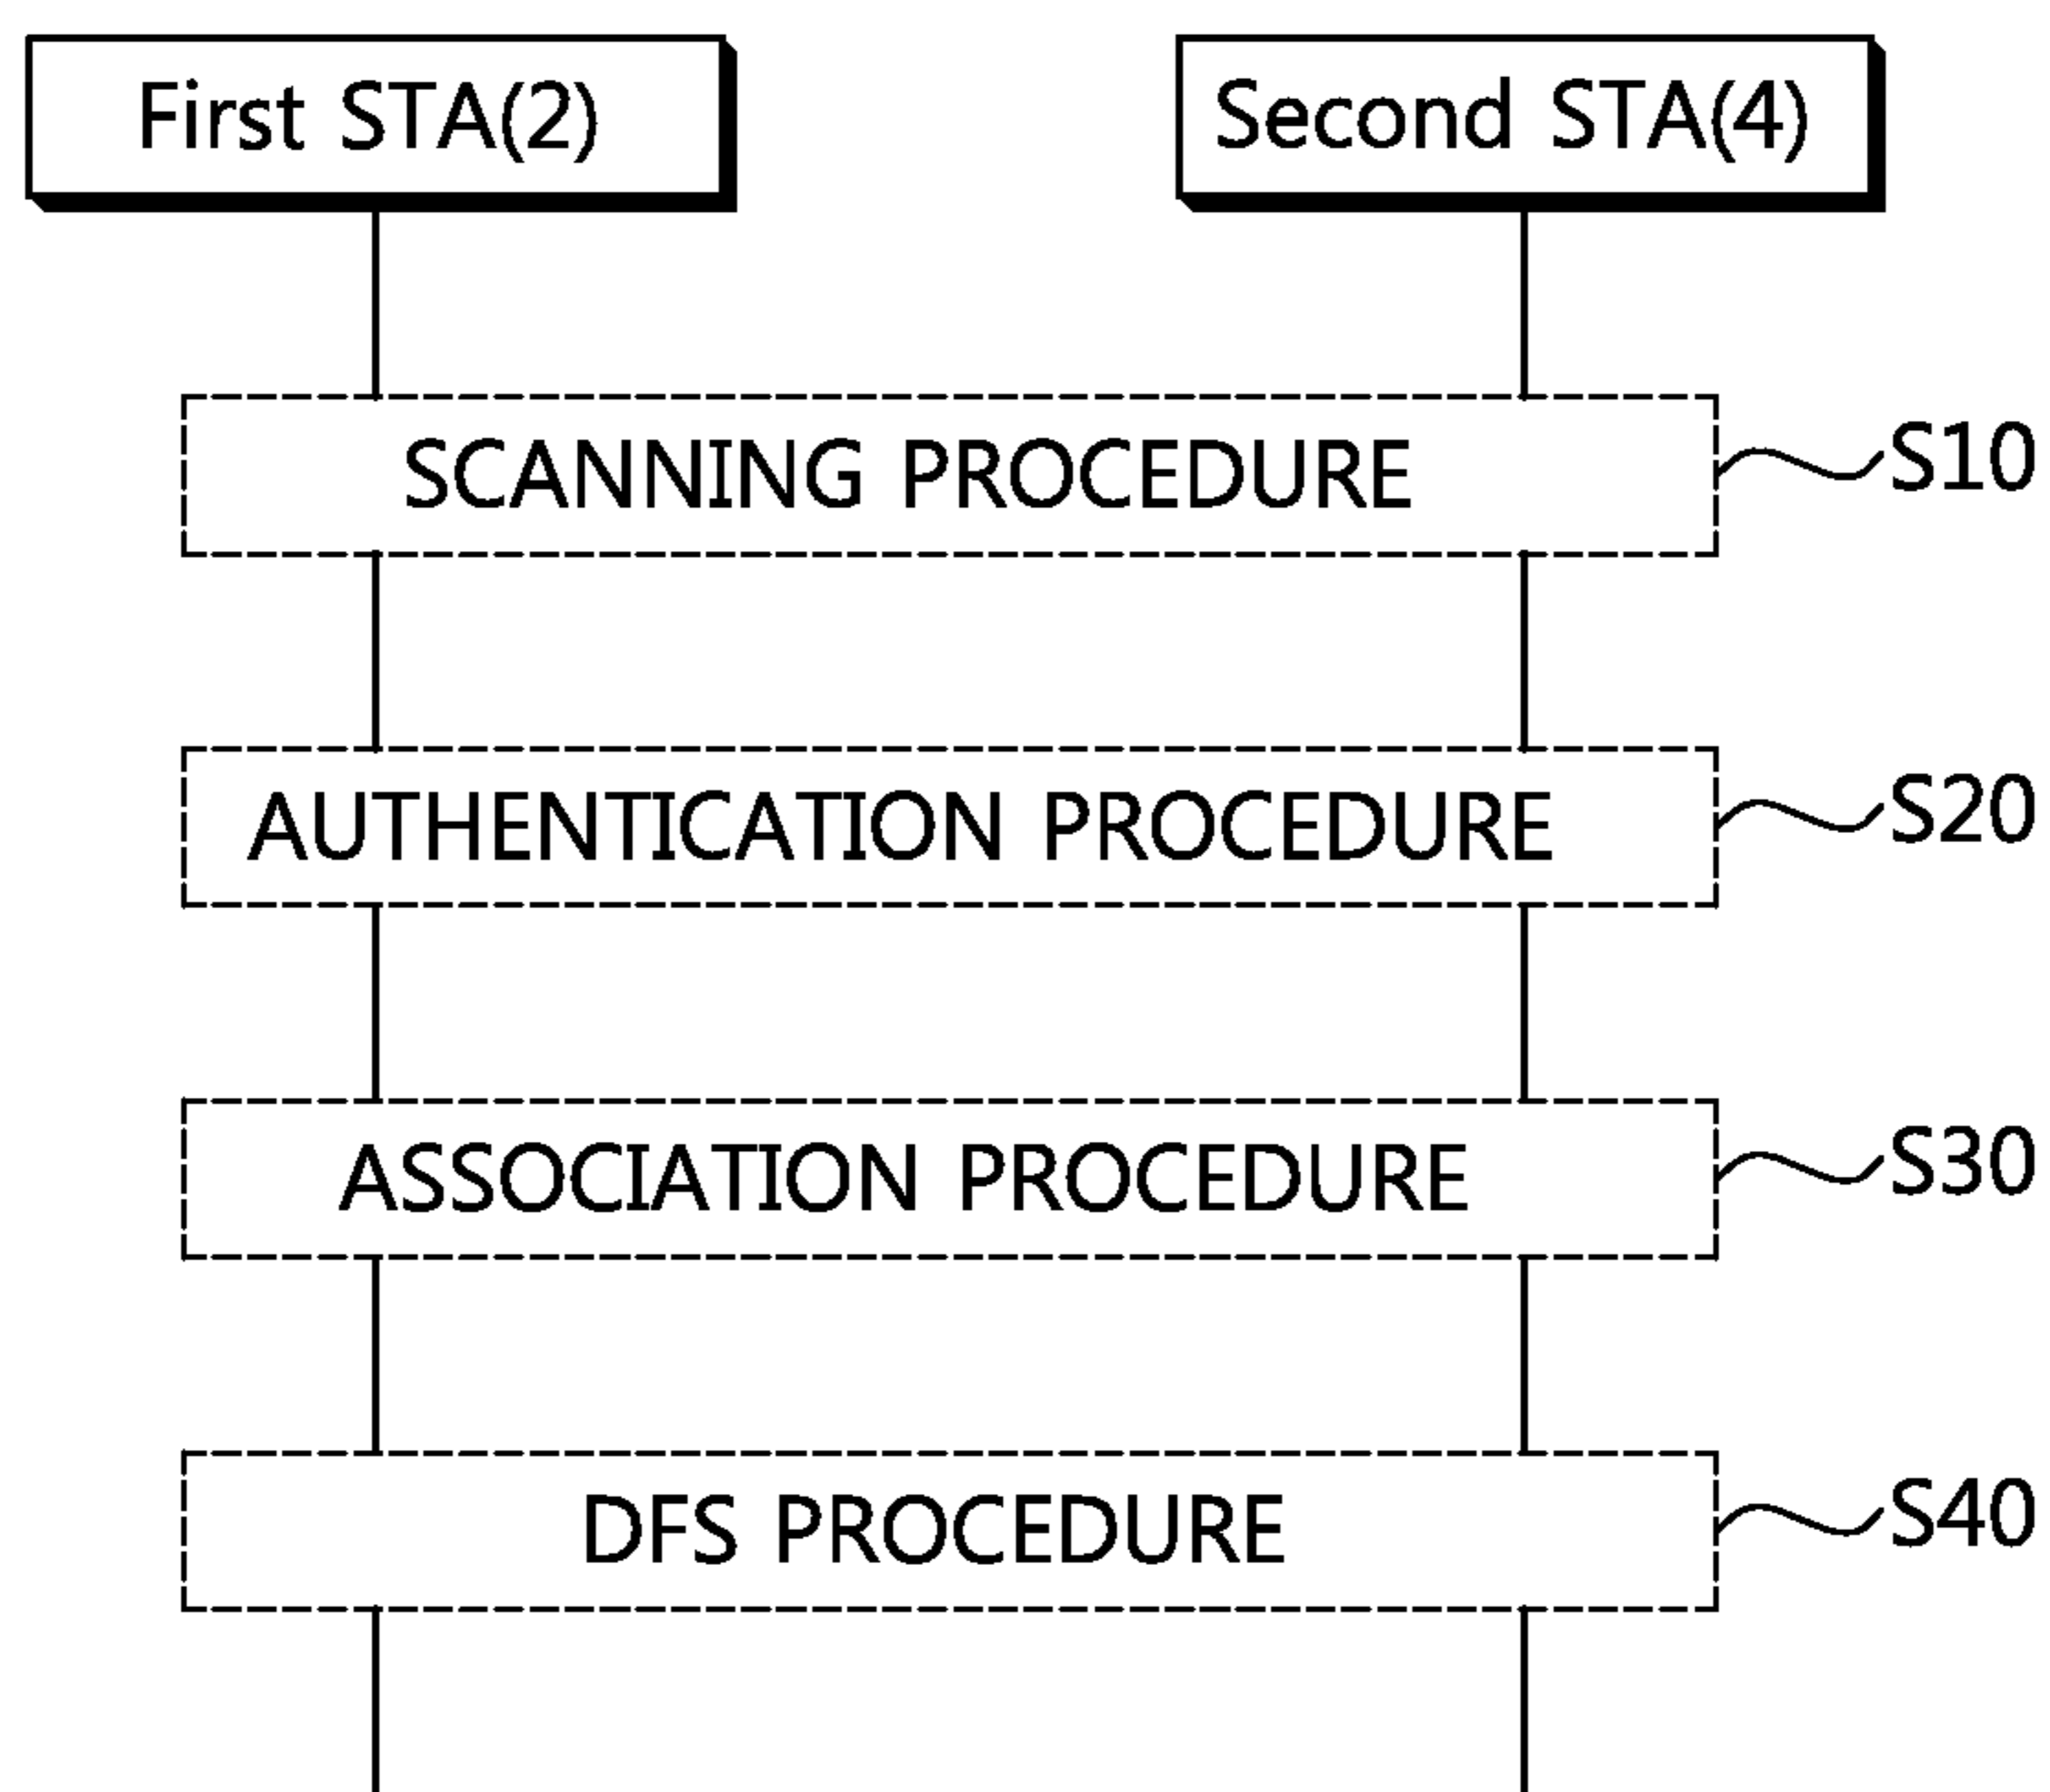 First STA(2)
Second STA(4)
SCANNING PROCEDURE
S10
AUTHENTICATION PROCEDURE
S20
ASSOCIATION PROCEDURE
S30
DFS PROCEDURE
S40